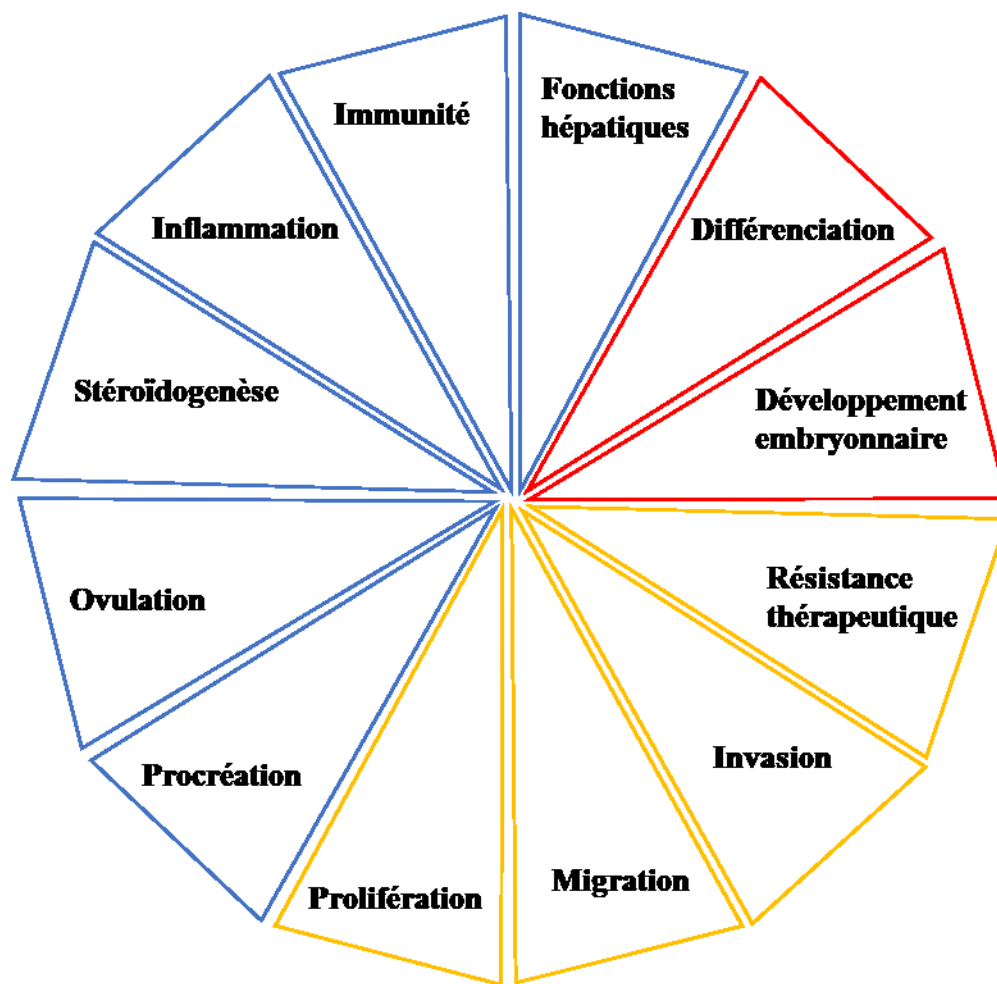 Immunité
Fonctions
hépatiques
Différenciation
Inflammation
Stéroïdogenèse
Développement
embryonnaire
Résistance
thérapeutique
Ovulation
Invasion
Procréation
Migration
Prolifération